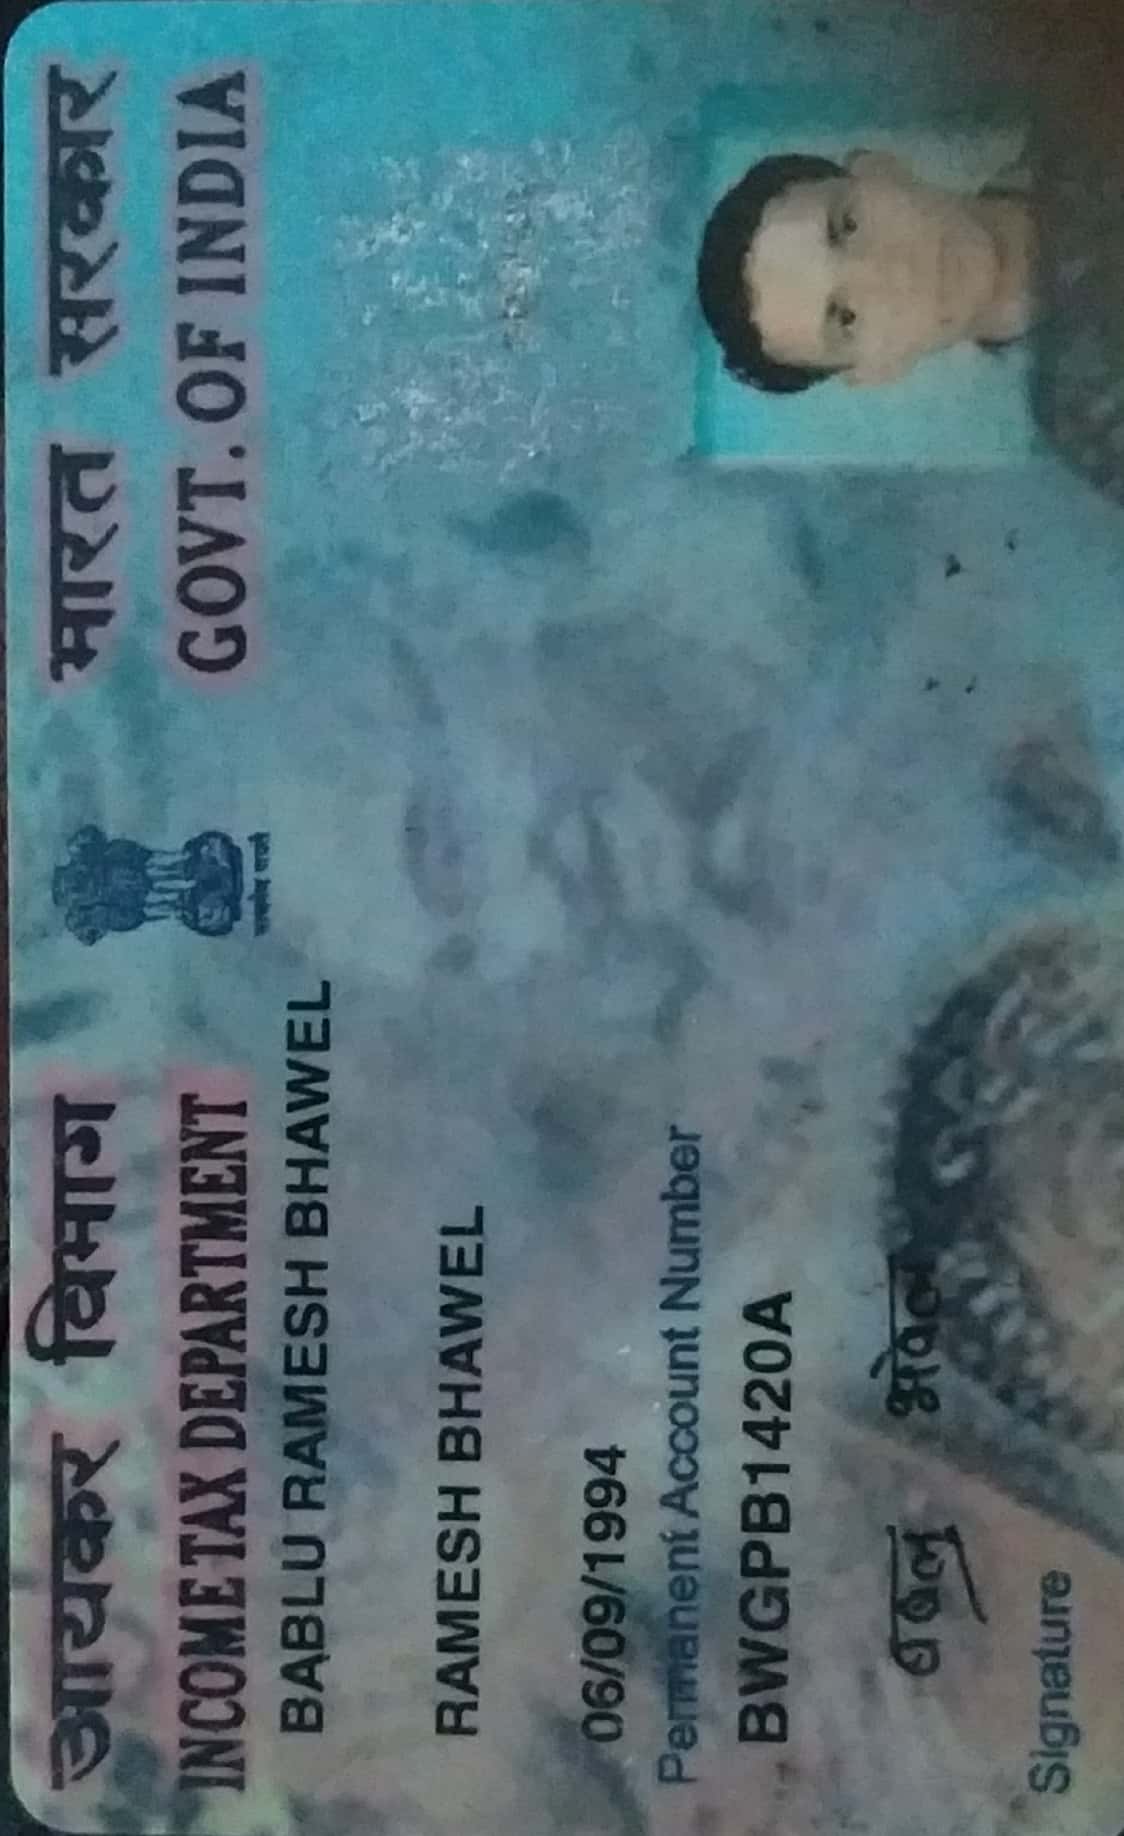 आयकर विभाग
भारत सरकार
INCOME TAX DEPARTMENT
GOVT. OF INDIA
सत्यमेव जयते
BABLU RAMESH BHAWEL
RAMESH BHAWEL
06/09/1994
Permanent Account Number
BWGPB1420A
बबलु भवेल
Signature